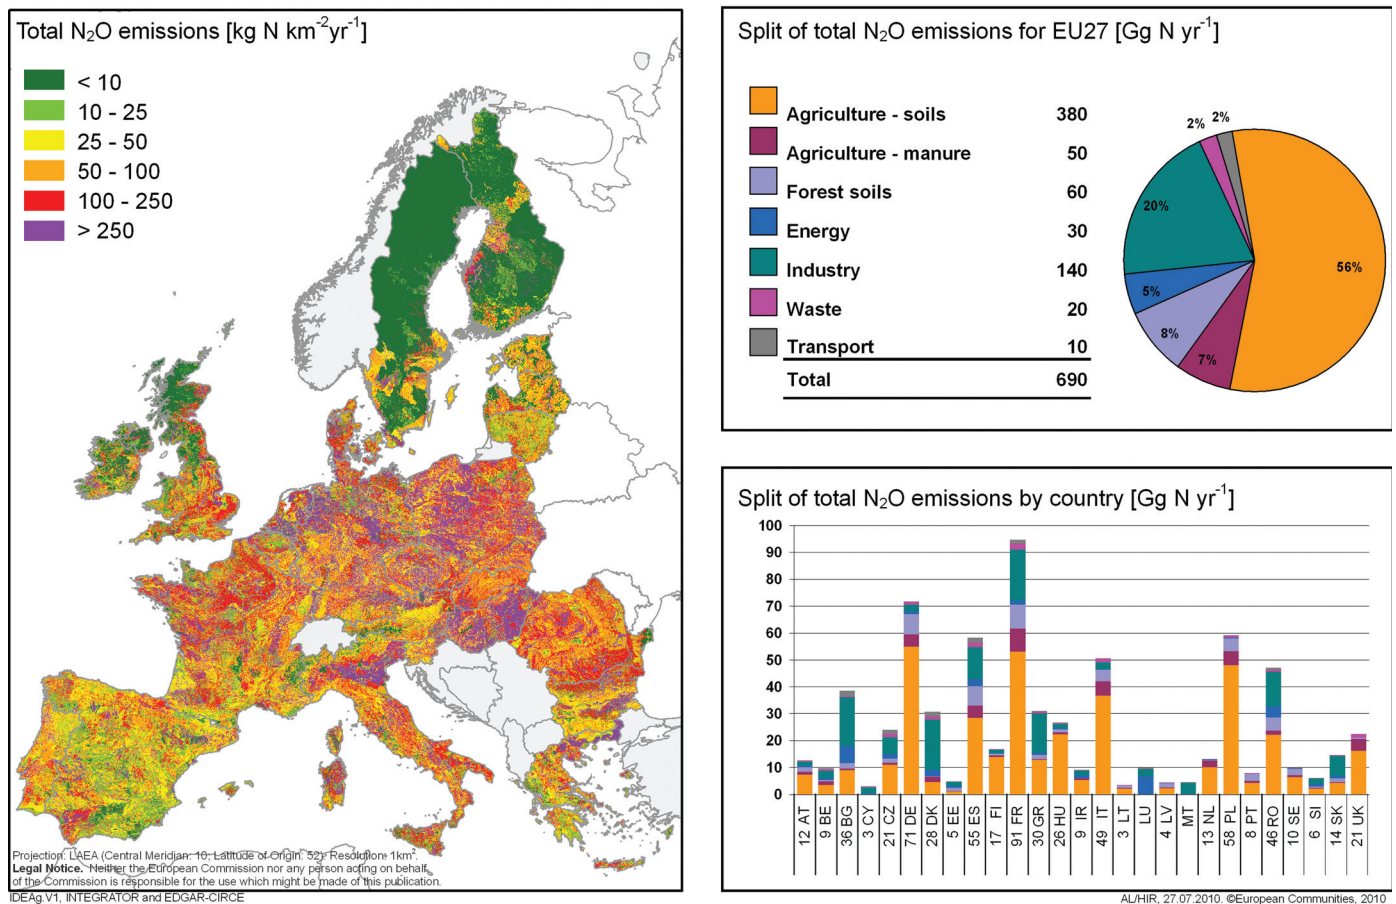 Total N₂O emissions [kg N km⁻²yr⁻¹]
< 10
10 - 25
25 - 50
50 - 100
100 - 250
> 250
Projection: LAEA (Central Meridian: 10; Latitude of Origin: 52). Resolution: 1km².
Legal Notice. Neither the European Commission nor any person acting on behalf
of the Commission is responsible for the use which might be made of this publication.
IDEAg.V1, INTEGRATOR and EDGAR-CIRCE
Split of total N₂O emissions for EU27 [Gg N yr⁻¹]
Agriculture - soils 380
Agriculture - manure 50
Forest soils 60
Energy 30
Industry 140
Waste 20
Transport 10
Total 690
2% 2%
20%
56%
5%
8%
7%
Split of total N₂O emissions by country [Gg N yr⁻¹]
100
90
80
70
60
50
40
30
20
10
0
12 AT
9 BE
36 BG
3 CY
21 CZ
71 DE
28 DK
5 EE
55 ES
17 FI
91 FR
30 GR
26 HU
9 IR
49 IT
3 LT
LU
4 LV
MT
13 NL
58 PL
8 PT
46 RO
10 SE
6 SI
14 SK
21 UK
AL/HIR, 27.07.2010. ©European Communities, 2010